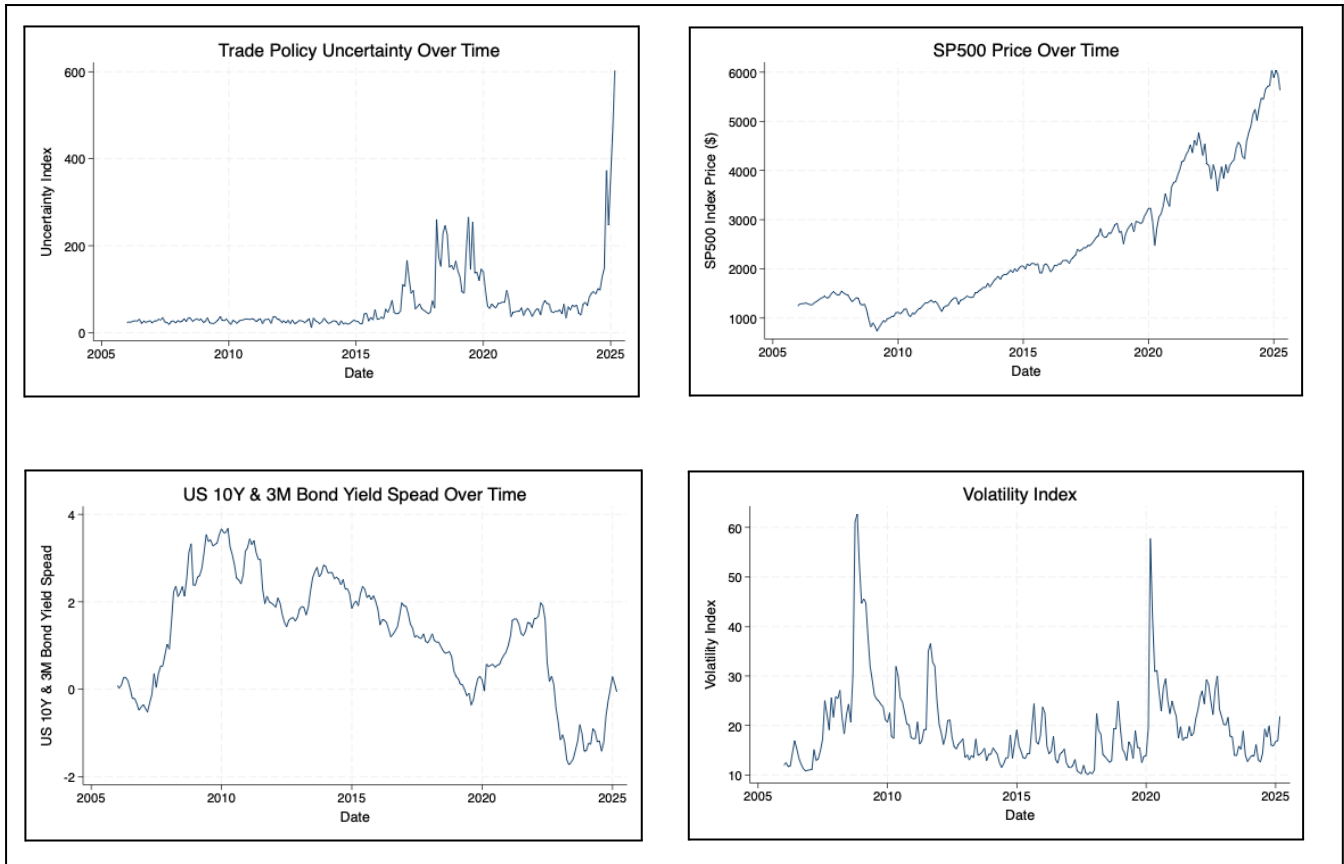 Trade Policy Uncertainty Over Time
Uncertainty Index
600
400
200
0
2005 2010 2015 2020 2025
Date
SP500 Price Over Time
SP500 Index Price ($)
6000
5000
4000
3000
2000
1000
2005 2010 2015 2020 2025
Date
US 10Y & 3M Bond Yield Spead Over Time
US 10Y & 3M Bond Yield Spead
4
2
0
-2
2005 2010 2015 2020 2025
Date
Volatility Index
Volatility Index
60
50
40
30
20
10
2005 2010 2015 2020 2025
Date